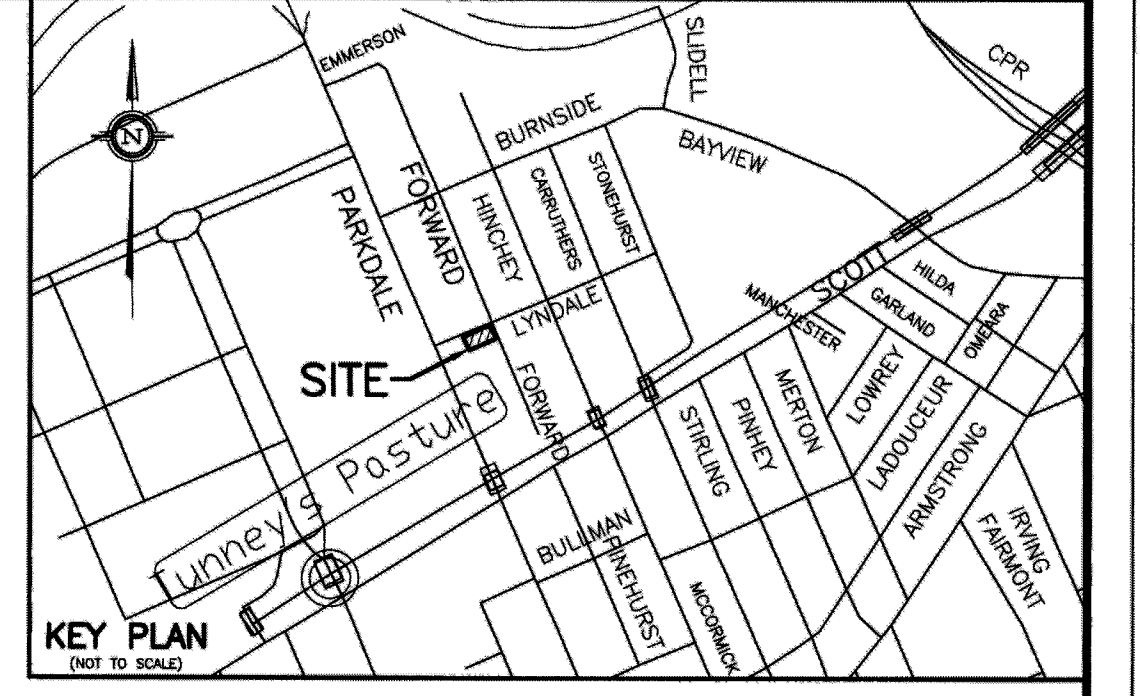 EMMERSON
SLIDELL
CPR
N
BURNSIDE
BAYVIEW
PARKDALE
FORWARD
HINCHEY
CARRUTHERS
STONEHURST
LYNDALE
SCOTT
HILDA
GARLAND
OMEARA
MANCHESTER
SITE
FORWARD
LOWREY
LADOUCEUR
ARMSTRONG
MERTON
PINHEY
STIRLING
Tunney's Pasture
BULLMAN
PINEHURST
MCCORMICK
IRVING
FAIRMONT
KEY PLAN
(NOT TO SCALE)